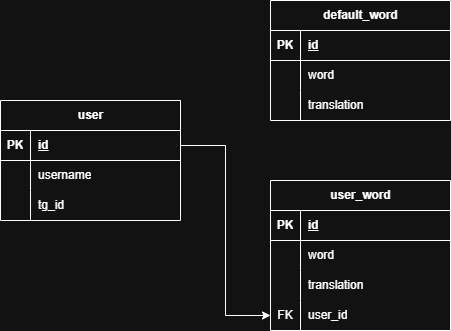 default_word
PK id
word
translation
user
PK id
username
tg_id
user_word
PK id
word
translation
FK user_id